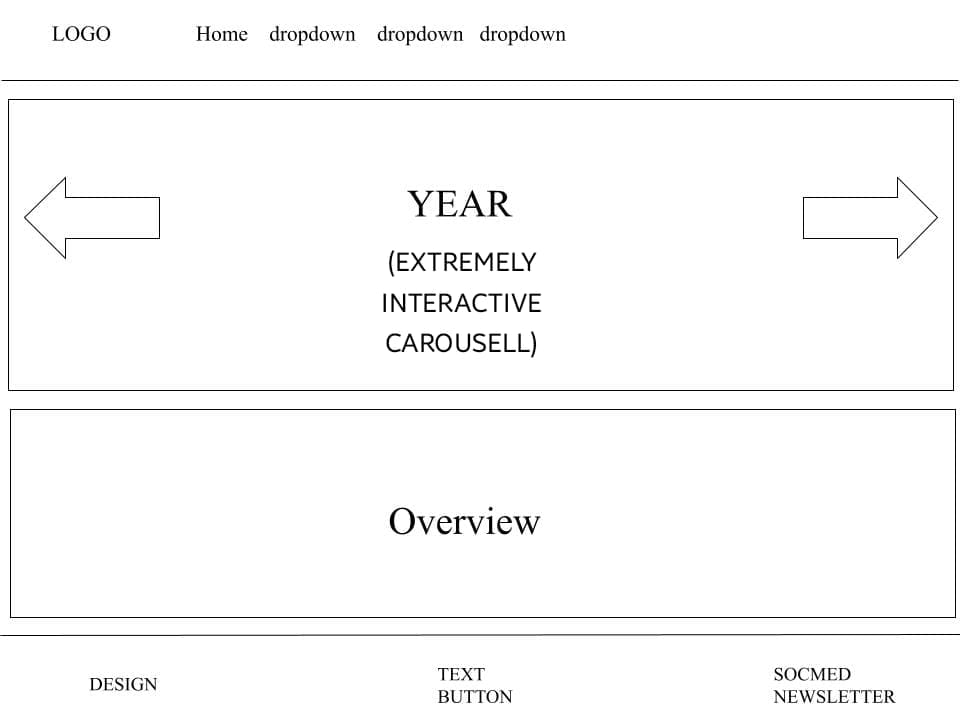 LOGO Home dropdown dropdown dropdown
YEAR
(EXTREMELY
INTERACTIVE
CAROUSELL)
Overview
DESIGN
TEXT
BUTTON
SOCMED
NEWSLETTER